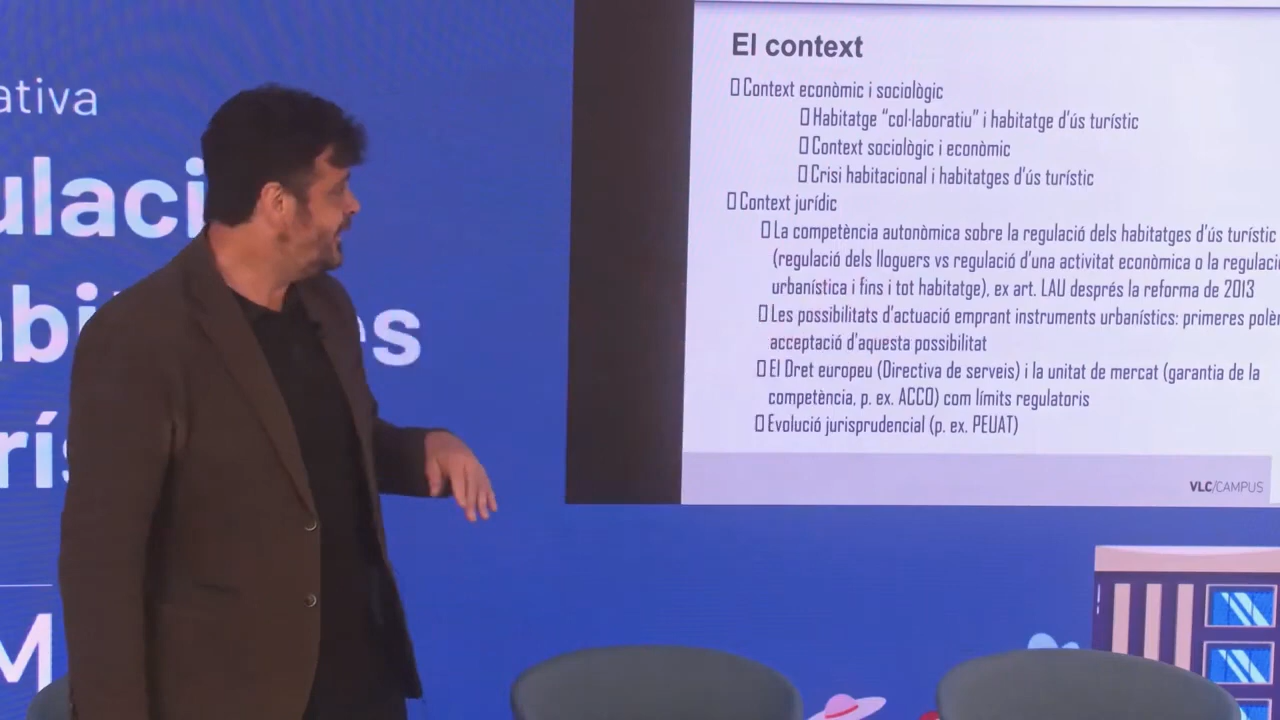 ativa
ulaci
bi es
rís
M
El context
Context econòmic i sociològic
Habitatge “col·laboratiu” i habitatge d’ús turístic
Context sociològic i econòmic
Crisi habitacional i habitatges d’ús turístic
Context jurídic
La competència autonòmica sobre la regulació dels habitatges d’ús turístic
(regulació dels lloguers vs regulació d’una activitat econòmica o la regulaci
urbanística i fins i tot habitatge), ex art. LAU després la reforma de 2013
Les possibilitats d’actuació emprant instruments urbanístics: primeres polèm
acceptació d’aquesta possibilitat
El Dret europeu (Directiva de serveis) i la unitat de mercat (garantia de la
competència, p. ex. ACCO) com límits regulatoris
Evolució jurisprudencial (p. ex. PEUAT)
VLC/CAMPUS